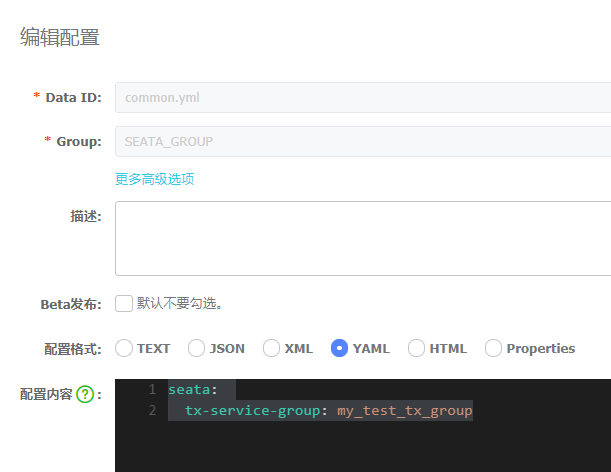 编辑配置
* Data ID: common.yml
* Group: SEATA_GROUP
更多高级选项
描述:
Beta发布: 默认不要勾选。
配置格式: TEXT JSON XML YAML HTML Properties
配置内容 ? : 1 seata:
2 tx-service-group: my_test_tx_group